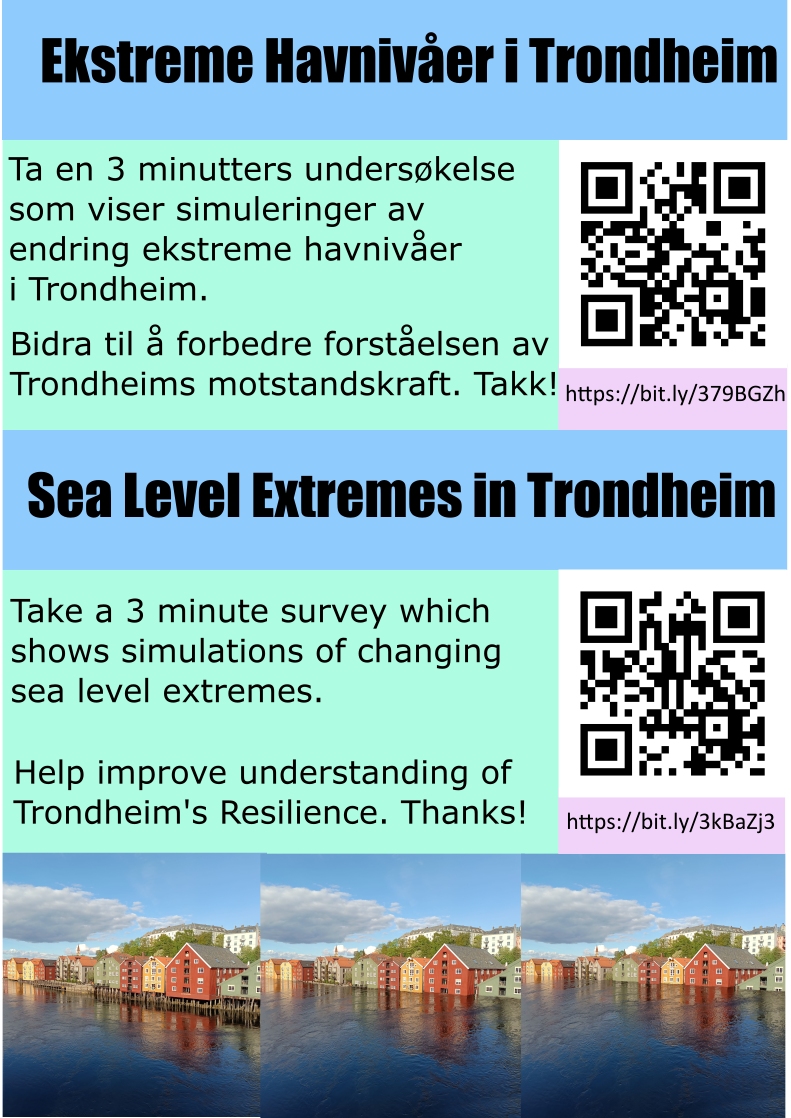 Ekstreme Havnivåer i Trondheim
Ta en 3 minutters undersøkelse
som viser simuleringer av
endring ekstreme havnivåer
i Trondheim.
Bidra til å forbedre forståelsen av
Trondheims motstandskraft. Takk!
https://bit.ly/379BGZh
Sea Level Extremes in Trondheim
Take a 3 minute survey which
shows simulations of changing
sea level extremes.
Help improve understanding of
Trondheim's Resilience. Thanks!
https://bit.ly/3kBaZj3